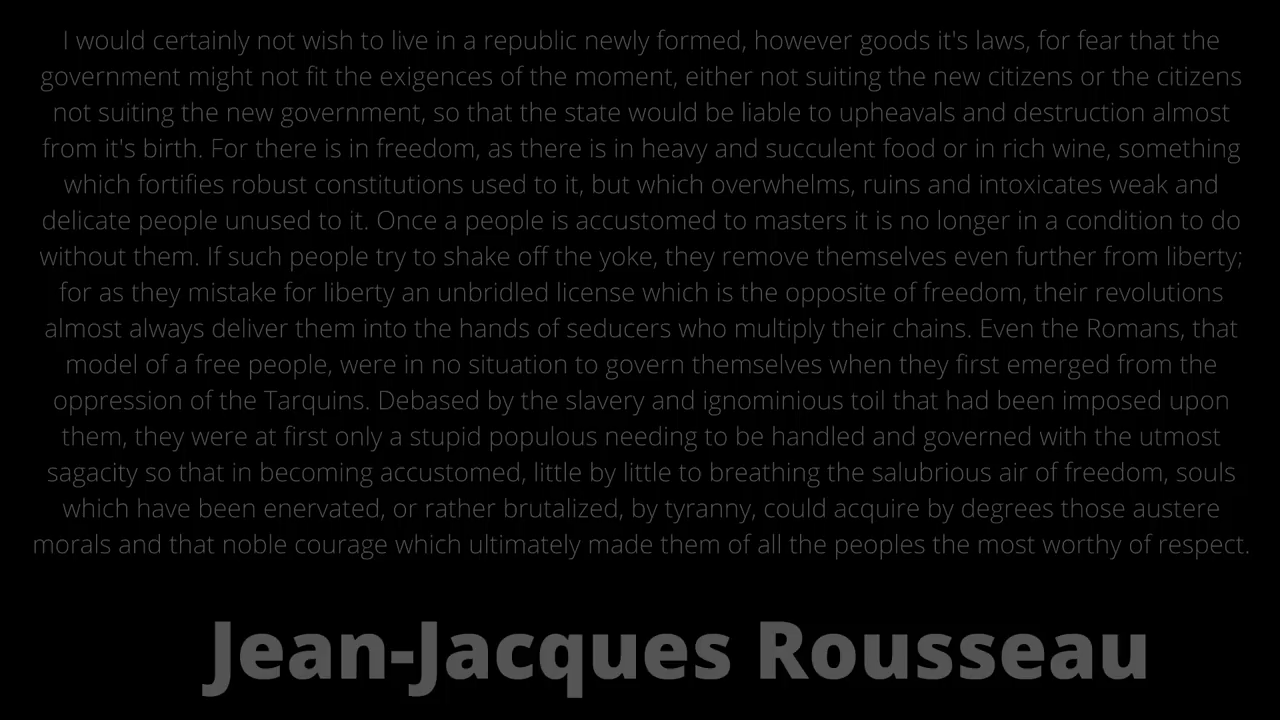 I would certainly not wish to live in a republic newly formed, however goods it's laws, for fear that the
government might not fit the exigences of the moment, either not suiting the new citizens or the citizens
not suiting the new government, so that the state would be liable to upheavals and destruction almost
from it's birth. For there is in freedom, as there is in heavy and succulent food or in rich wine, something
which fortifies robust constitutions used to it, but which overwhelms, ruins and intoxicates weak and
delicate people unused to it. Once a people is accustomed to masters it is no longer in a condition to do
without them. If such people try to shake off the yoke, they remove themselves even further from liberty;
for as they mistake for liberty an unbridled license which is the opposite of freedom, their revolutions
almost always deliver them into the hands of seducers who multiply their chains. Even the Romans, that
model of a free people, were in no situation to govern themselves when they first emerged from the
oppression of the Tarquins. Debased by the slavery and ignominious toil that had been imposed upon
them, they were at first only a stupid populous needing to be handled and governed with the utmost
sagacity so that in becoming accustomed, little by little to breathing the salubrious air of freedom, souls
which have been enervated, or rather brutalized, by tyranny, could acquire by degrees those austere
morals and that noble courage which ultimately made them of all the peoples the most worthy of respect.
Jean-Jacques Rousseau